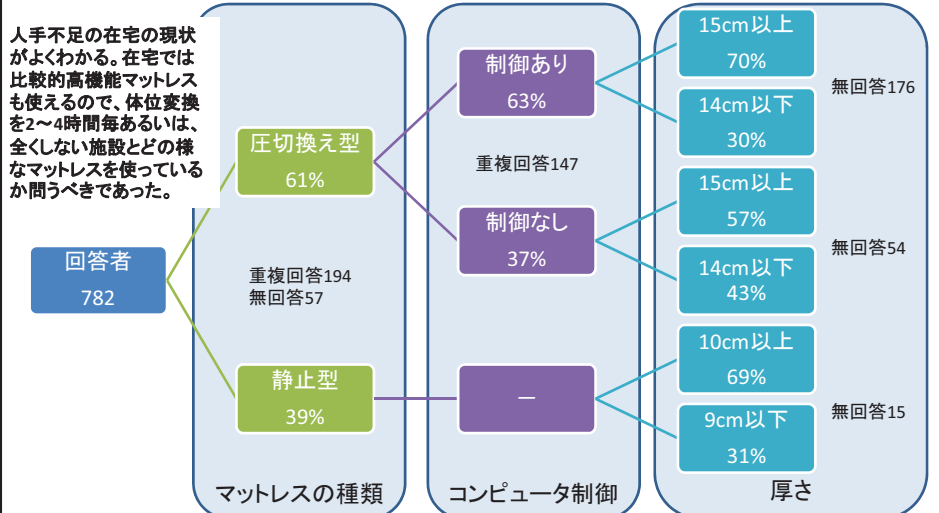 人手不足の在宅の現状
がよくわかる。在宅では
比較的高機能マットレス
も使えるので、体位変換
を2～4時間毎あるいは、
全くしない施設とどの様
なマットレスを使っている
か問うべきであった。
回答者
782
圧切換え型
61%
重複回答194
無回答57
静止型
39%
マットレスの種類
制御あり
63%
重複回答147
制御なし
37%
－
コンピュータ制御
15cm以上
70%
14cm以下
30%
無回答176
15cm以上
57%
14cm以下
43%
無回答54
10cm以上
69%
9cm以下
31%
無回答15
厚さ